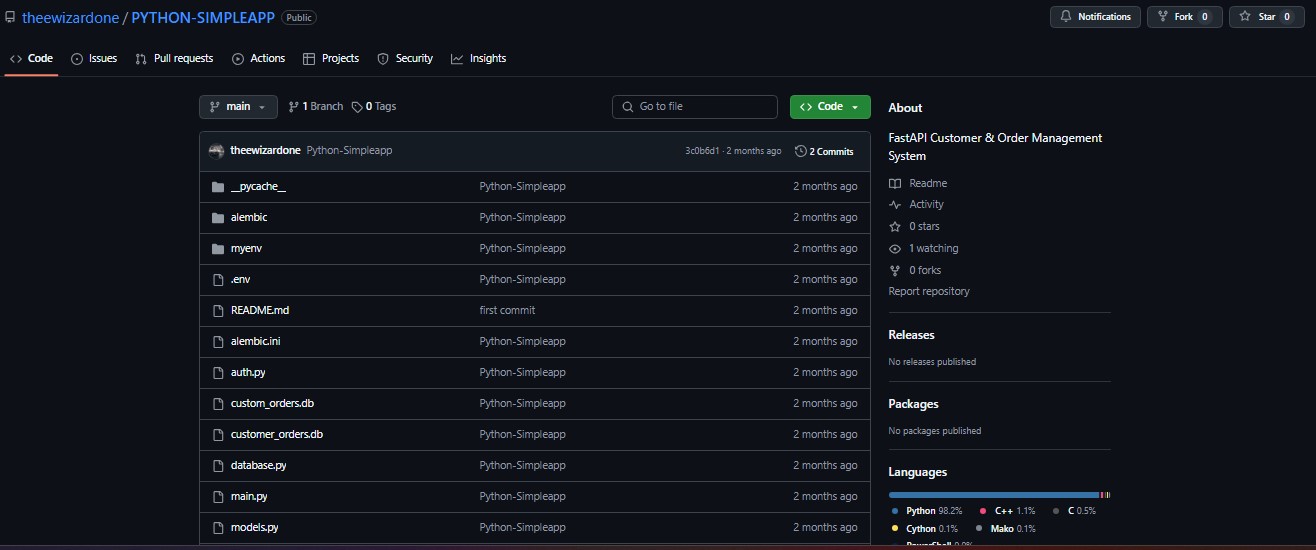 theewizardone / PYTHON-SIMPLEAPP Public Notifications Fork 0 Star 0
Code Issues Pull requests Actions Projects Security Insights
main 1 Branch 0 Tags Go to file Code
theewizardone Python-Simpleapp 3c0b6d1 · 2 months ago 2 Commits
__pycache__ Python-Simpleapp 2 months ago
alembic Python-Simpleapp 2 months ago
myenv Python-Simpleapp 2 months ago
.env Python-Simpleapp 2 months ago
README.md first commit 2 months ago
alembic.ini Python-Simpleapp 2 months ago
auth.py Python-Simpleapp 2 months ago
custom_orders.db Python-Simpleapp 2 months ago
customer_orders.db Python-Simpleapp 2 months ago
database.py Python-Simpleapp 2 months ago
main.py Python-Simpleapp 2 months ago
models.py Python-Simpleapp 2 months ago
About
FastAPI Customer & Order Management
System
Readme
Activity
0 stars
1 watching
0 forks
Report repository
Releases
No releases published
Packages
No packages published
Languages
Python 98.2% C++ 1.1% C 0.5%
Cython 0.1% Mako 0.1%
PowerShell 0.0%